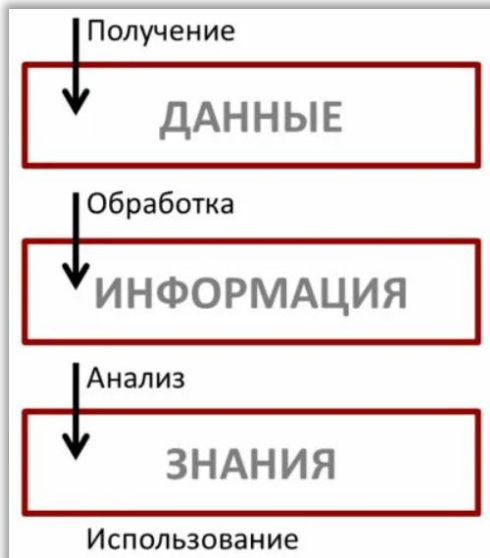 Получение
ДАННЫЕ
Обработка
ИНФОРМАЦИЯ
Анализ
ЗНАНИЯ
Использование